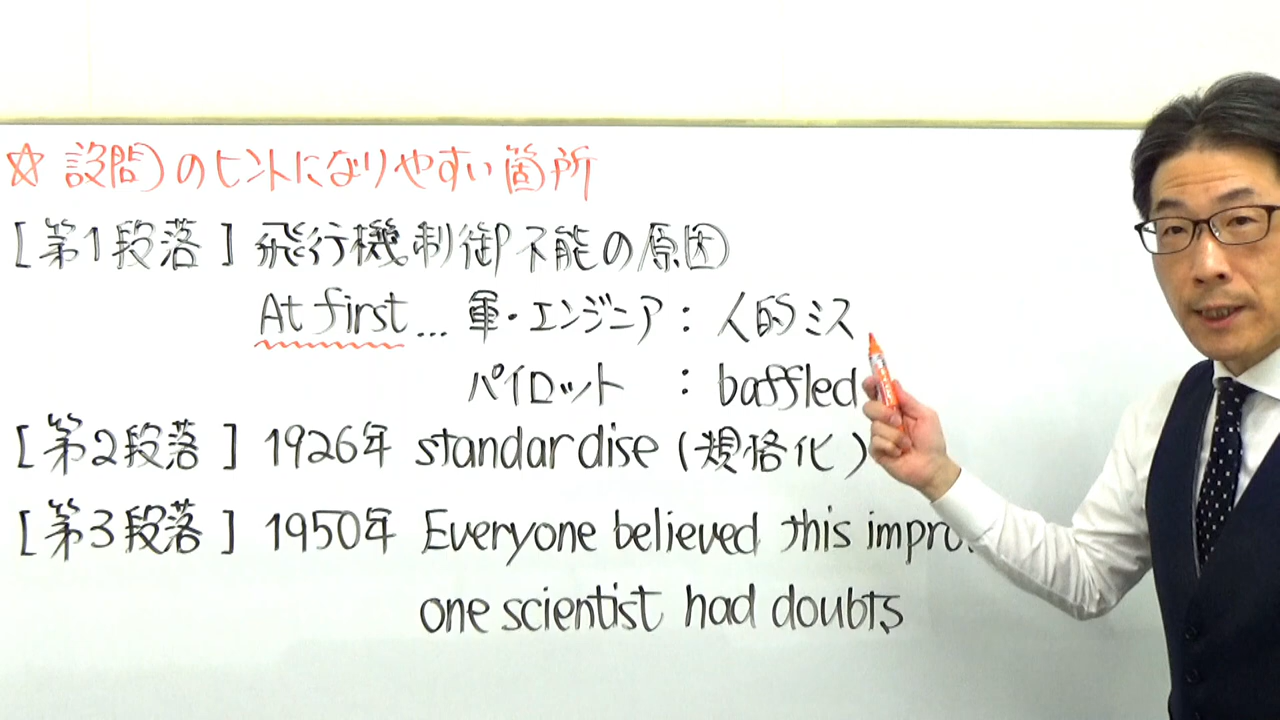 ☆ 設問のヒントになりやすい箇所
[第1段落] 飛行機制御不能の原因
At first... 軍・エンジニア : 人的ミス
パイロット : baffled
[第2段落] 1926年 standardise (規格化)
[第3段落] 1950年 Everyone believed this
one scientist had doubts